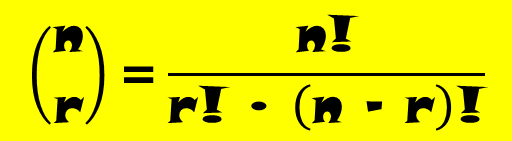 (n r) = n! / r! · (n - r)!